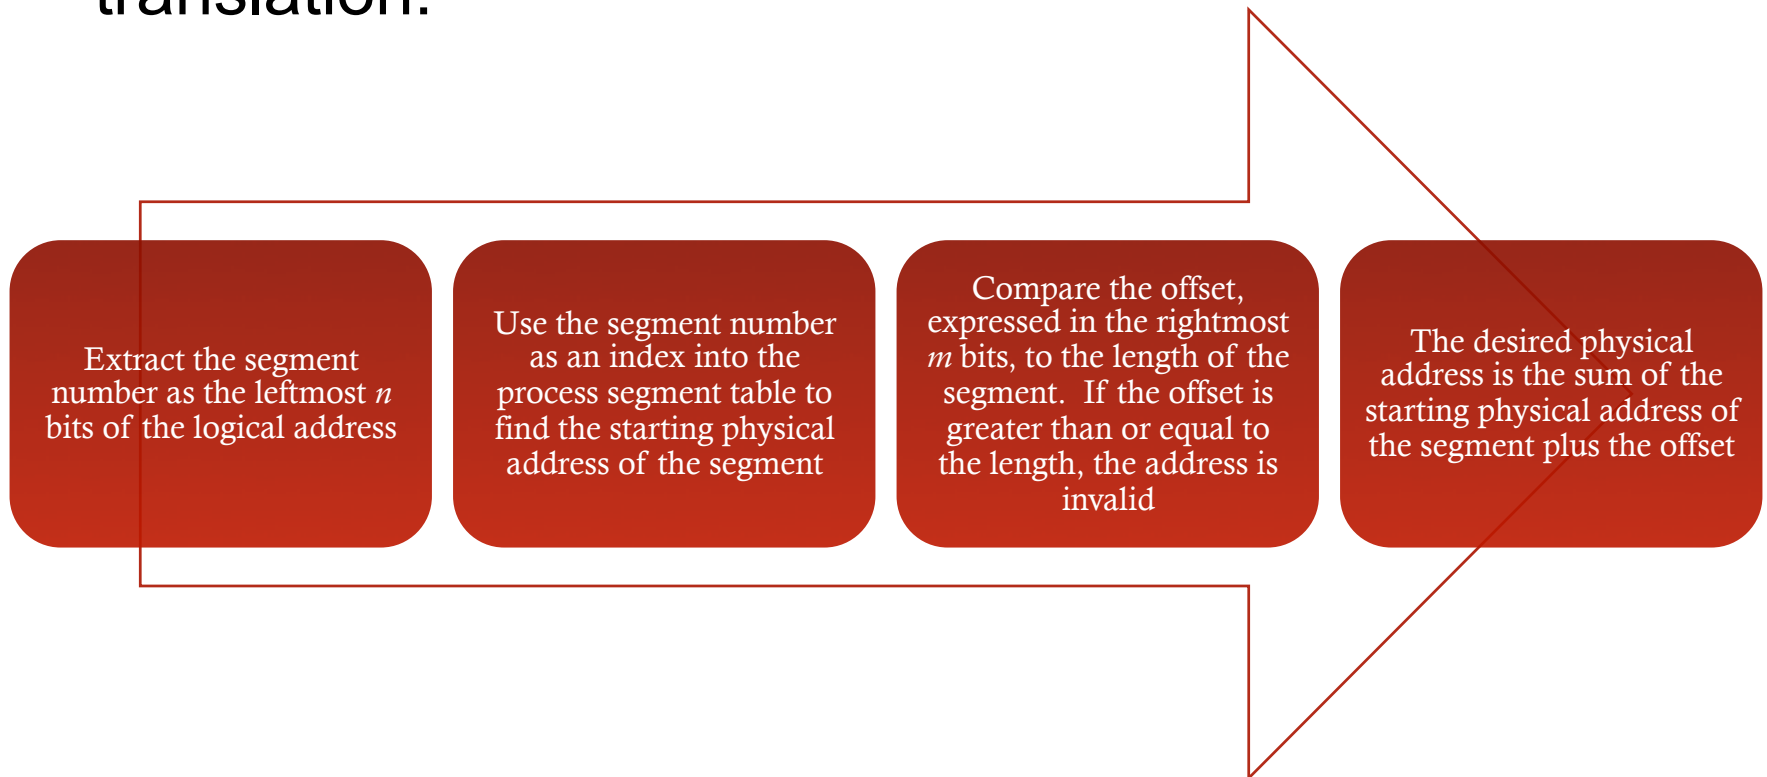 translation:
Extract the segment
number as the leftmost n
bits of the logical address
Use the segment number
as an index into the
process segment table to
find the starting physical
address of the segment
Compare the offset,
expressed in the rightmost
m bits, to the length of the
segment.  If the offset is
greater than or equal to
the length, the address is
invalid
The desired physical
address is the sum of the
starting physical address of
the segment plus the offset